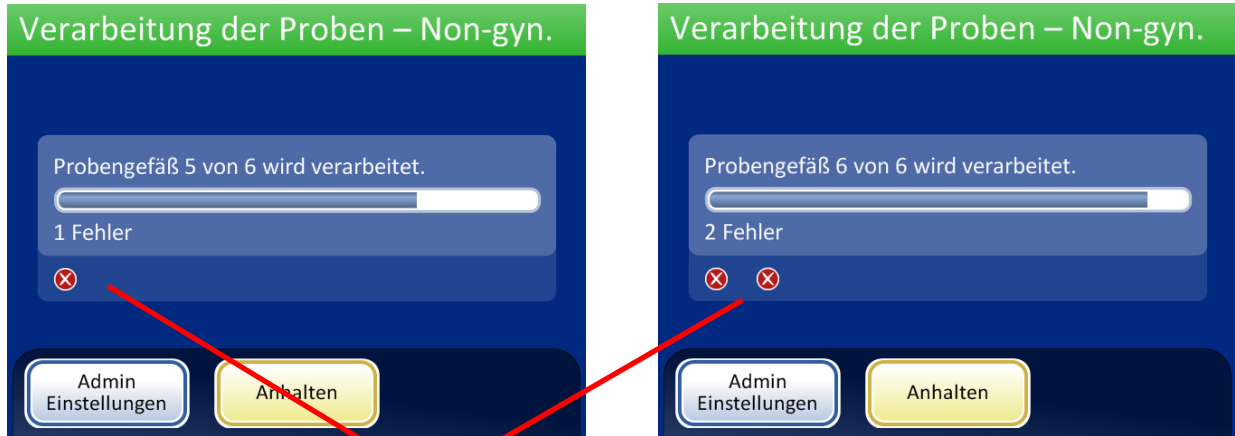 Verarbeitung der Proben – Non-gyn.
Probengefäß 5 von 6 wird verarbeitet.
1 Fehler
Admin
Einstellungen
Anhalten
Verarbeitung der Proben – Non-gyn.
Probengefäß 6 von 6 wird verarbeitet.
2 Fehler
Admin
Einstellungen
Anhalten